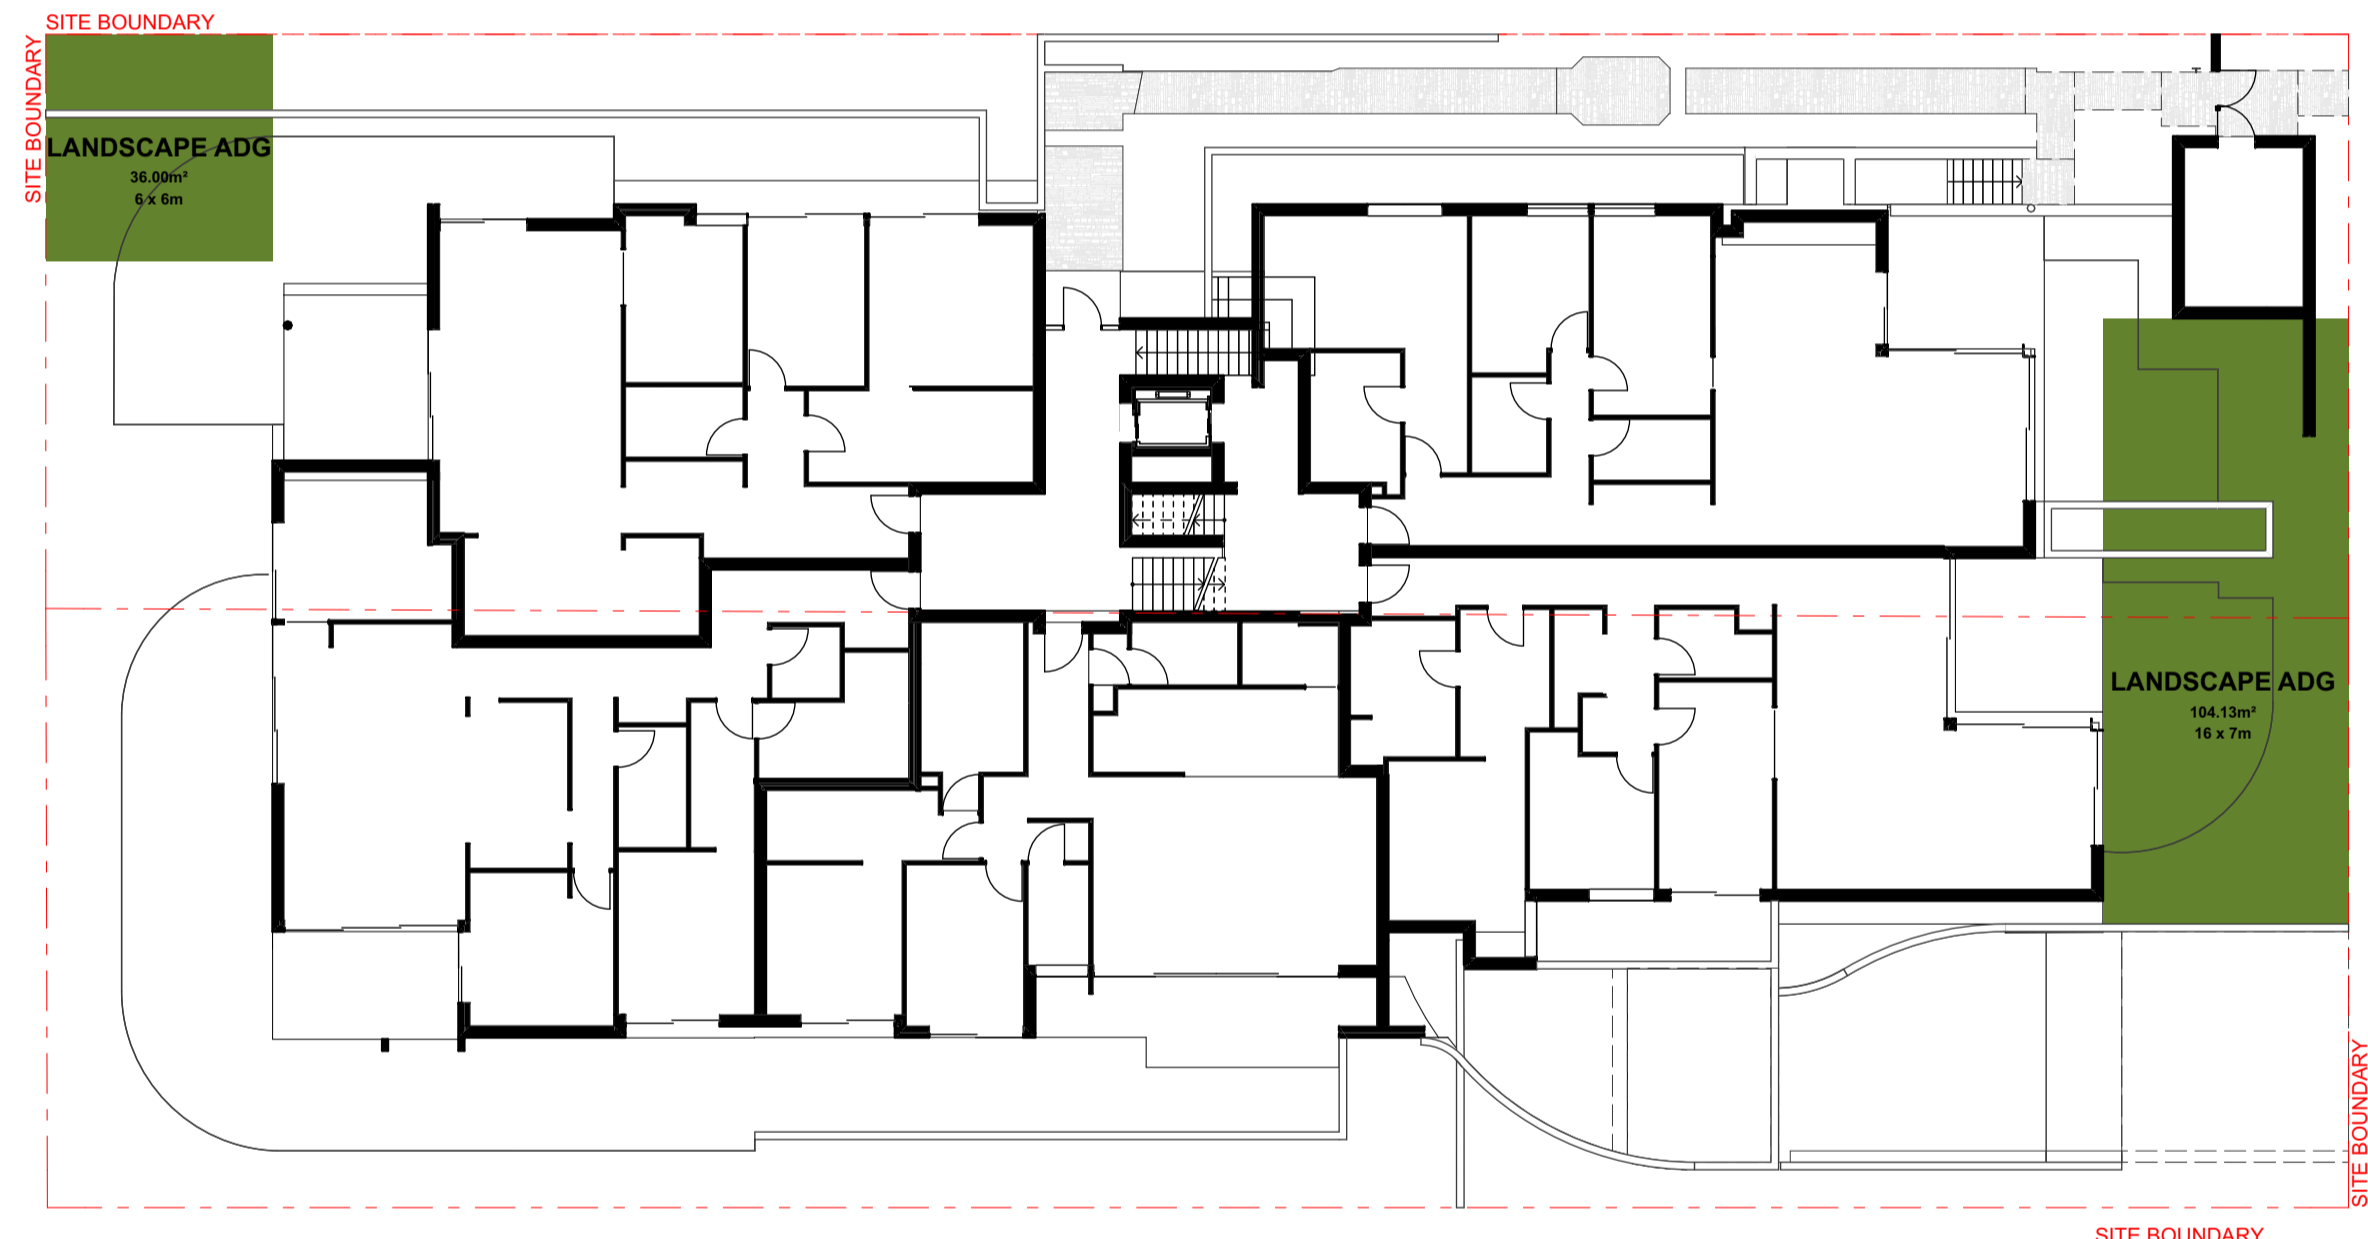 SITE BOUNDARY
SITE BOUNDARY
LANDSCAPE ADG
36.00m²
6 x 6m
LANDSCAPE ADG
104.13m²
16 x 7m
SITE BOUNDARY
SITE BOUNDARY